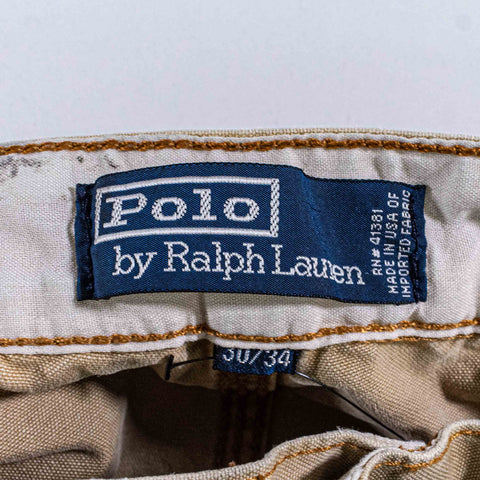 Polo
by Ralph Lauren
RN# 41381
MADE IN USA OF
IMPORTED FABRIC
30/34